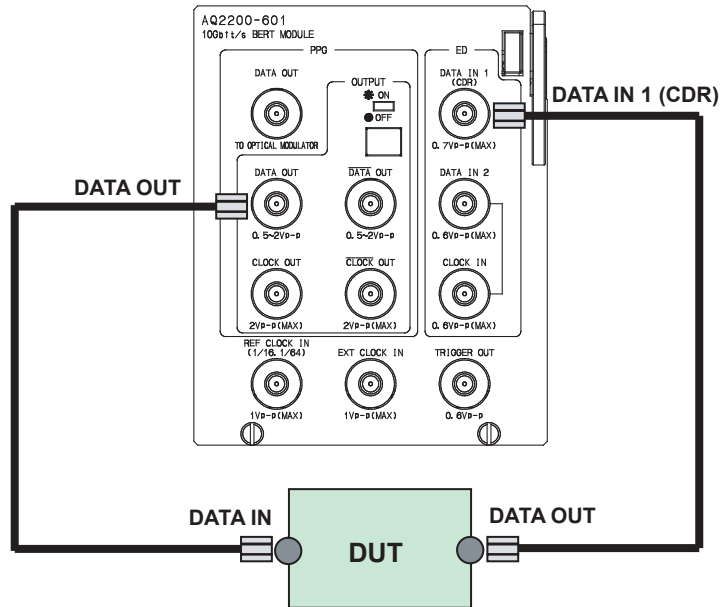 AQ2200-601
10Gbit/s BERT MODULE
PPG
ED
DATA OUT
TO OPTICAL MODULATOR
OUTPUT
ON
OFF
DATA IN 1
(CDR)
0.7Vp-p(MAX)
DATA IN 1 (CDR)
DATA OUT
DATA OUT
0.5~2Vp-p
DATA OUT
0.5~2Vp-p
DATA IN 2
0.6Vp-p(MAX)
CLOCK OUT
2Vp-p(MAX)
CLOCK OUT
2Vp-p(MAX)
CLOCK IN
0.6Vp-p(MAX)
REF CLOCK IN
(1/16, 1/64)
1Vp-p(MAX)
EXT CLOCK IN
1Vp-p(MAX)
TRIGGER OUT
0.6Vp-p
DATA IN
DUT
DATA OUT